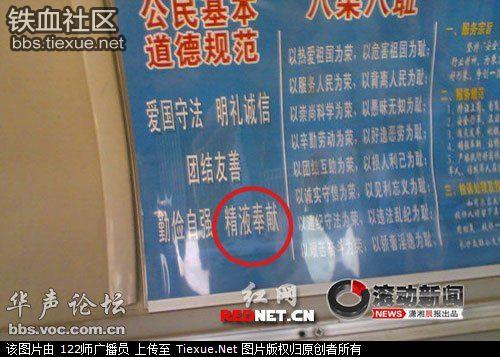 铁血社区
bbs.tiexue.net
公民基本
道德规范
爱国守法 明礼诚信
团结友善
勤俭自强 精液奉献
八荣八耻
以热爱祖国为荣,以危害祖国为耻;
以服务人民为荣,以背离人民为耻;
以崇尚科学为荣,以愚昧无知为耻;
以辛勤劳动为荣,以好逸恶劳为耻;
以团结互助为荣,以损人利己为耻;
以诚实守信为荣,以见利忘义为耻;
以遵纪守法为荣,以违法乱纪为耻;
以艰苦奋斗为荣,以骄奢淫逸为耻。
一、服务宗旨
二、服务规范
华声论坛
bbs.voc.com.cn
红网
REDNET.CN
滚动新闻
潇湘晨报出品
该图片由 122师广播员 上传至 Tiexue.Net 图片版权归原创者所有